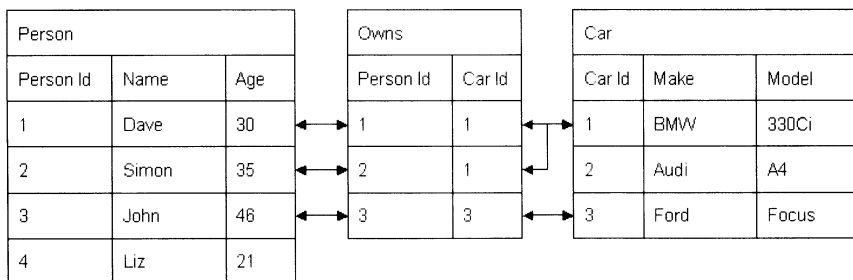 Person Owns Car
Person Id Name Age Person Id Car Id Car Id Make Model
1 Dave 30 1 1 1 BMW 330Ci
2 Simon 35 2 1 2 Audi A4
3 John 46 3 3 3 Ford Focus
4 Liz 21